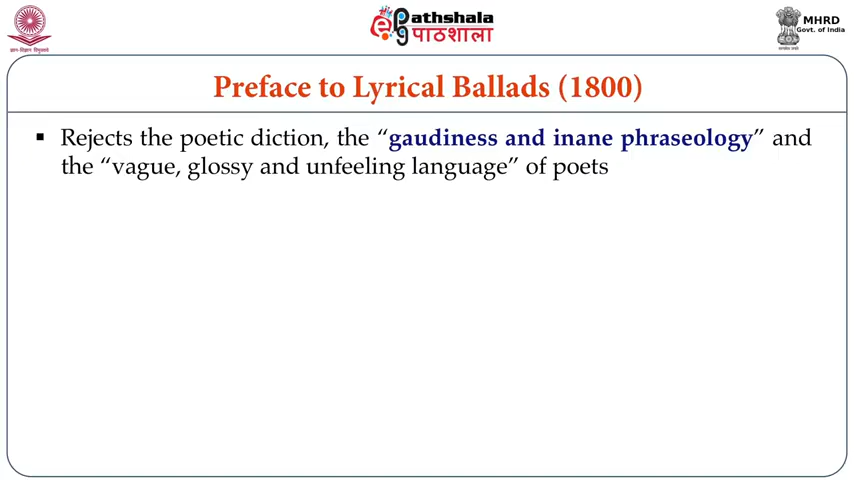 ePathshala
पाठशाला
MHRD
Govt. of India
Preface to Lyrical Ballads (1800)
▪ Rejects the poetic diction, the “gaudiness and inane phraseology” and
the “vague, glossy and unfeeling language” of poets